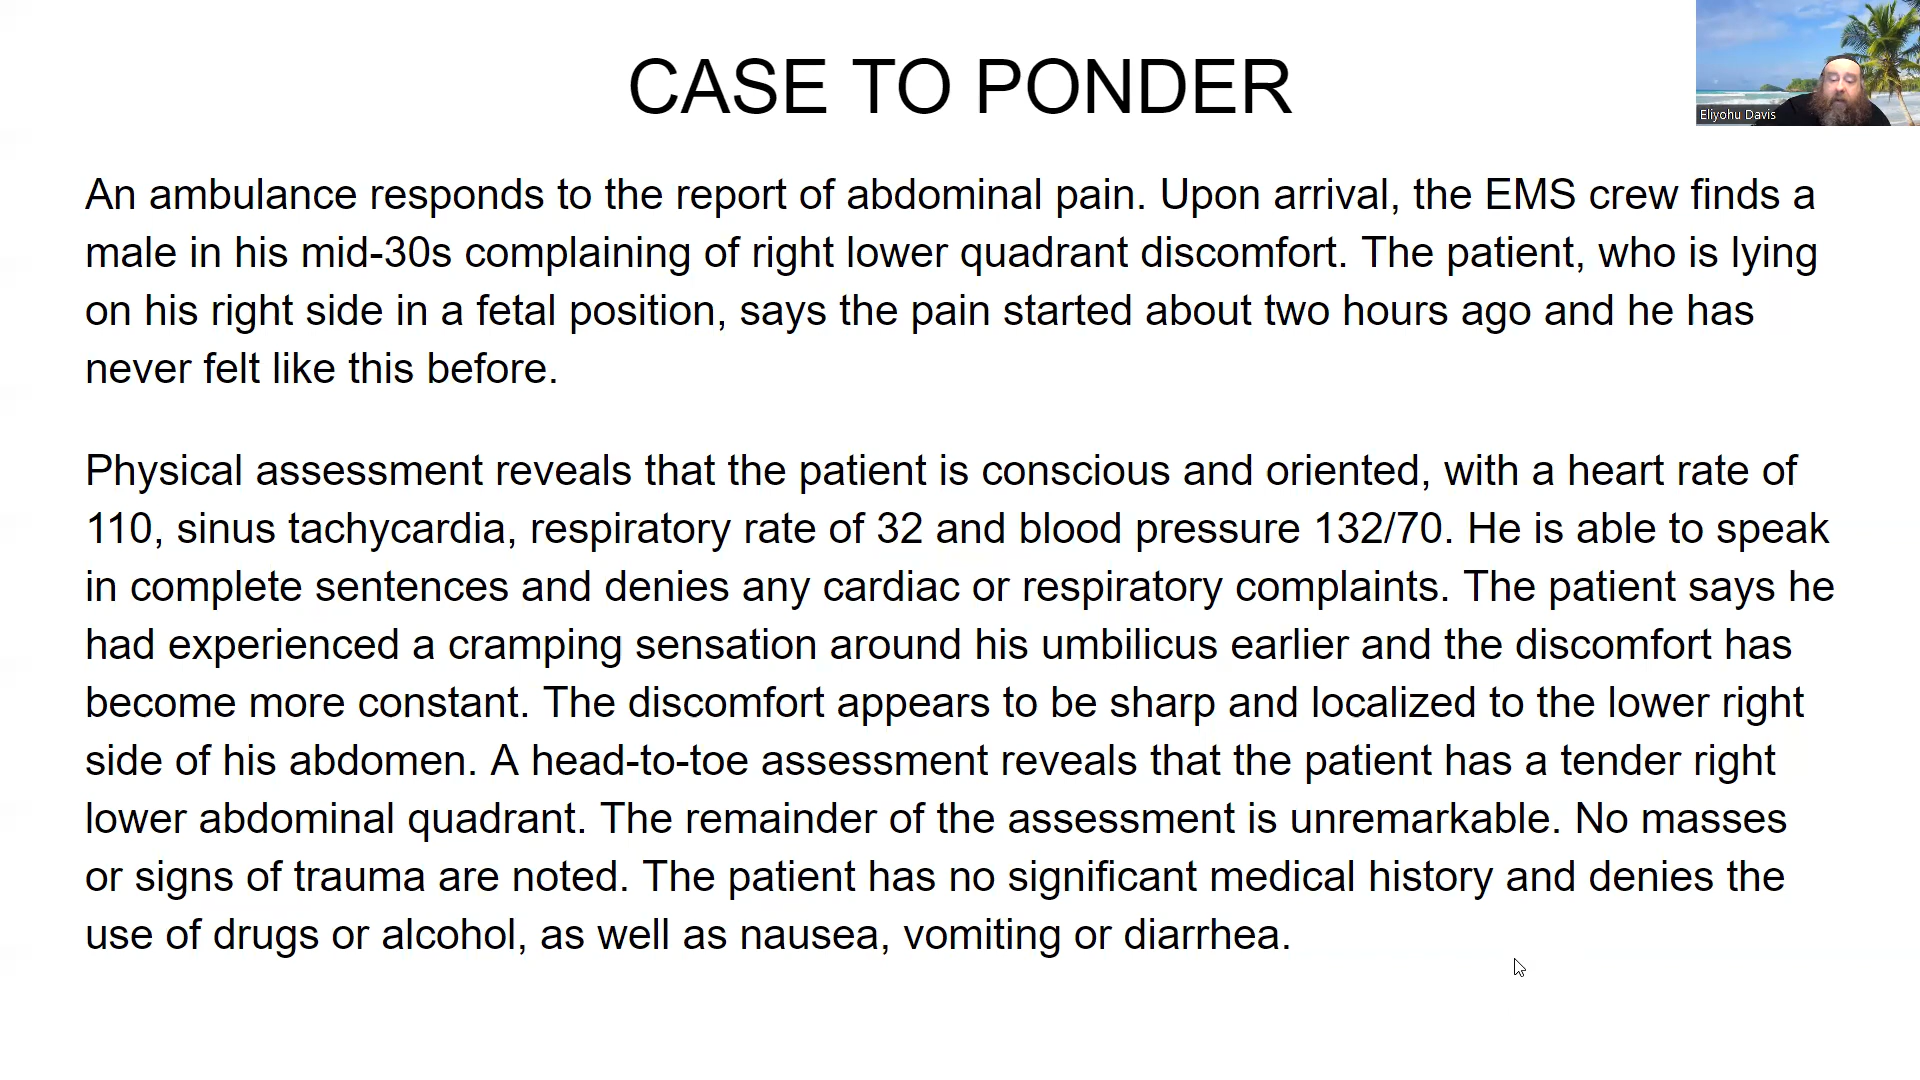 CASE TO PONDER
Eliyohu Davis
An ambulance responds to the report of abdominal pain. Upon arrival, the EMS crew finds a
male in his mid-30s complaining of right lower quadrant discomfort. The patient, who is lying
on his right side in a fetal position, says the pain started about two hours ago and he has
never felt like this before.
Physical assessment reveals that the patient is conscious and oriented, with a heart rate of
110, sinus tachycardia, respiratory rate of 32 and blood pressure 132/70. He is able to speak
in complete sentences and denies any cardiac or respiratory complaints. The patient says he
had experienced a cramping sensation around his umbilicus earlier and the discomfort has
become more constant. The discomfort appears to be sharp and localized to the lower right
side of his abdomen. A head-to-toe assessment reveals that the patient has a tender right
lower abdominal quadrant. The remainder of the assessment is unremarkable. No masses
or signs of trauma are noted. The patient has no significant medical history and denies the
use of drugs or alcohol, as well as nausea, vomiting or diarrhea.